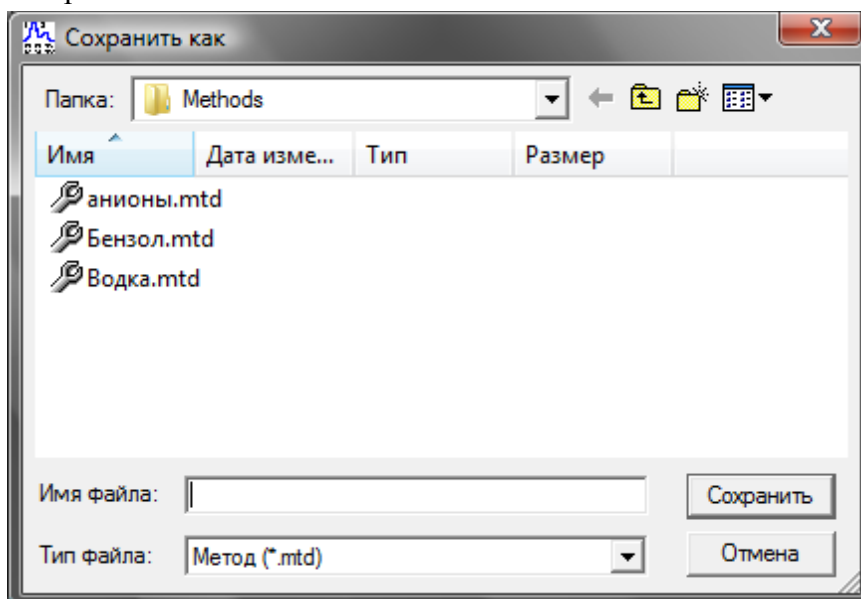 Сохранить как
Папка: Methods
Имя Дата изме... Тип Размер
анионы.mtd
Бензол.mtd
Водка.mtd
Имя файла: Сохранить
Тип файла: Метод (*.mtd) Отмена